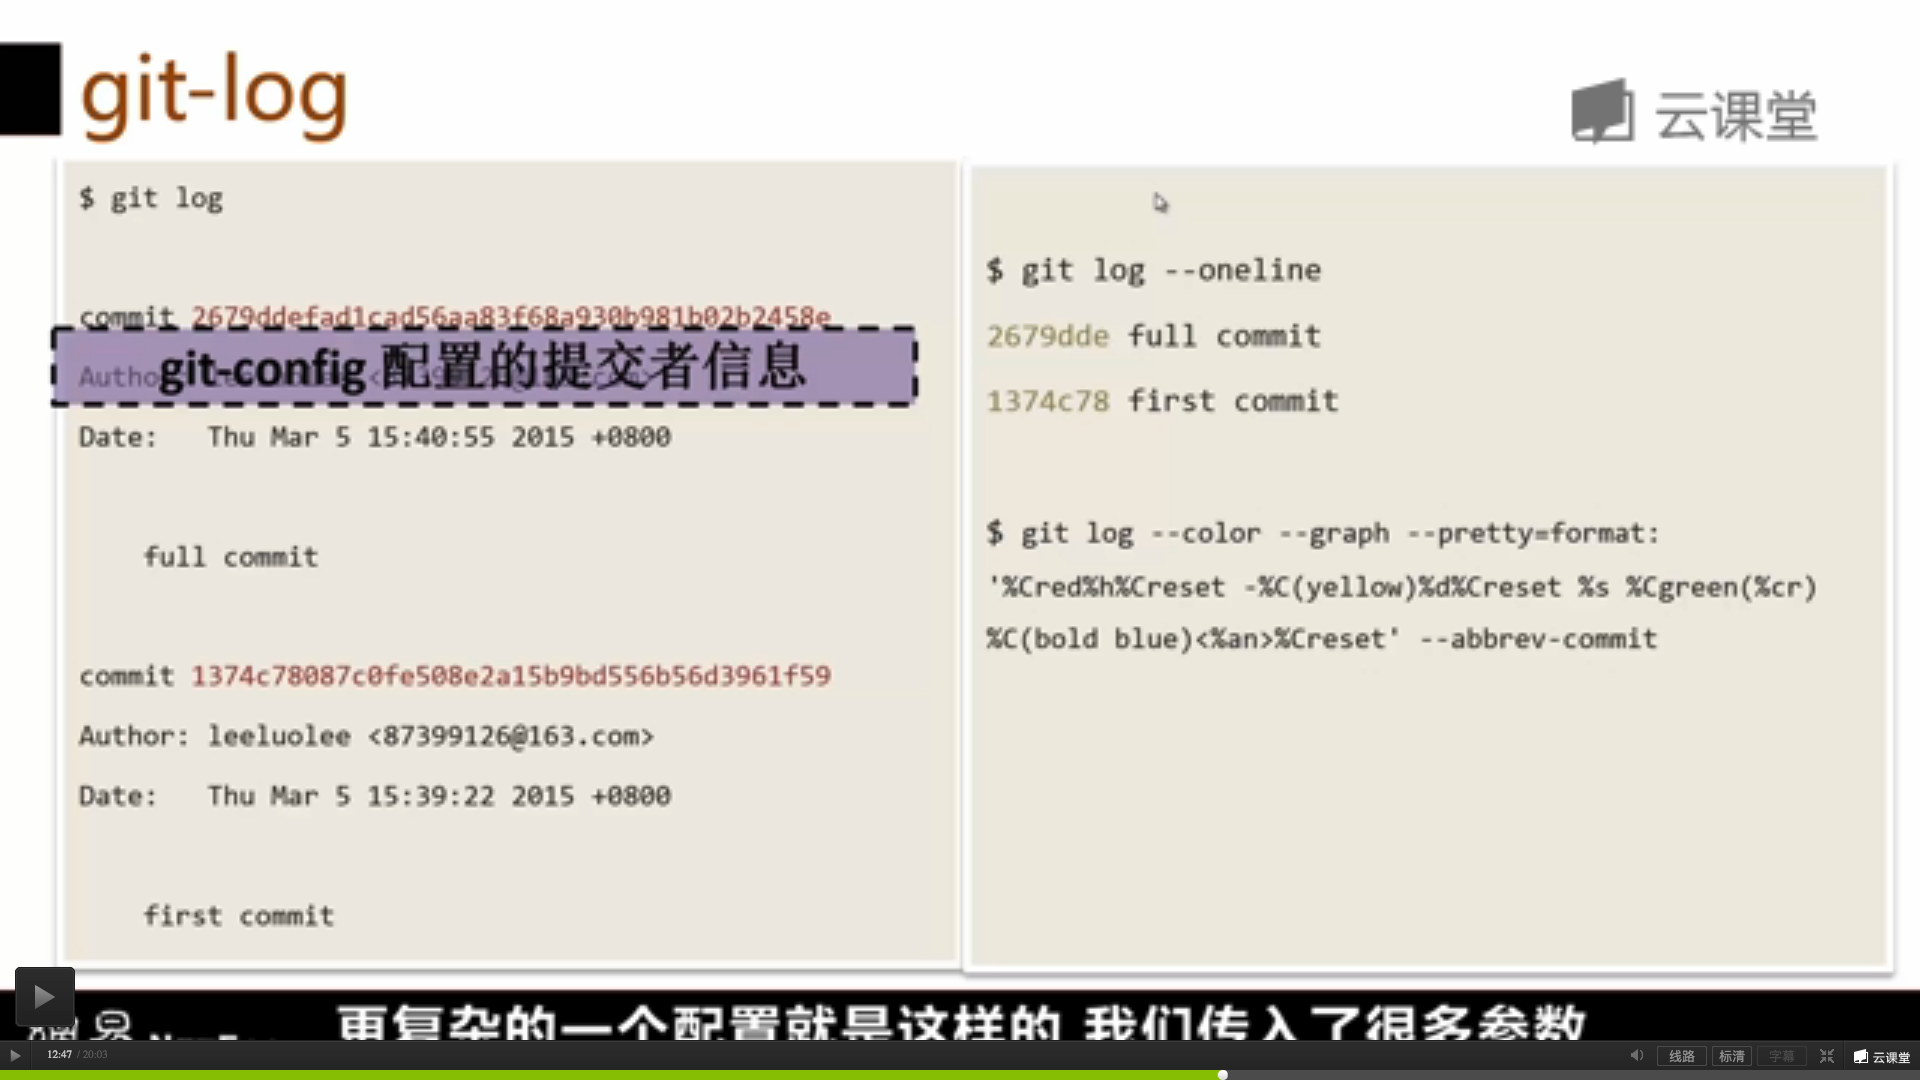 git-log
云课堂
$ git log
commit 2679ddefad1cad56aa83f68a930b981b02b2458e
git-config 配置的提交者信息
Date:   Thu Mar 5 15:40:55 2015 +0800
full commit
commit 1374c78087c0fe508e2a15b9bd556b56d3961f59
Author: leeluolee <87399126@163.com>
Date:   Thu Mar 5 15:39:22 2015 +0800
first commit
$ git log --oneline
2679dde full commit
1374c78 first commit
$ git log --color --graph --pretty=format:
'%Cred%h%Creset -%C(yellow)%d%Creset %s %Cgreen(%cr)
%C(bold blue)<%an>%Creset' --abbrev-commit
更复杂的一个配置就是这样的 我们传入了很多参数
12:47 / 20:03
线路 标清 字幕 云课堂